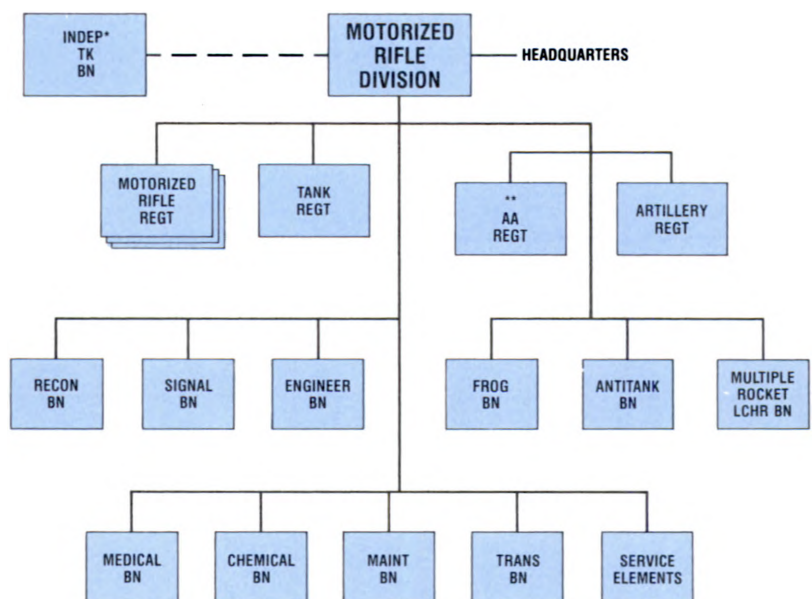 INDEP*
TK
BN
MOTORIZED
RIFLE
DIVISION
HEADQUARTERS
MOTORIZED
RIFLE
REGT
TANK
REGT
**
AA
REGT
ARTILLERY
REGT
RECON
BN
SIGNAL
BN
ENGINEER
BN
FROG
BN
ANTITANK
BN
MULTIPLE
ROCKET
LCHR BN
MEDICAL
BN
CHEMICAL
BN
MAINT
BN
TRANS
BN
SERVICE
ELEMENTS